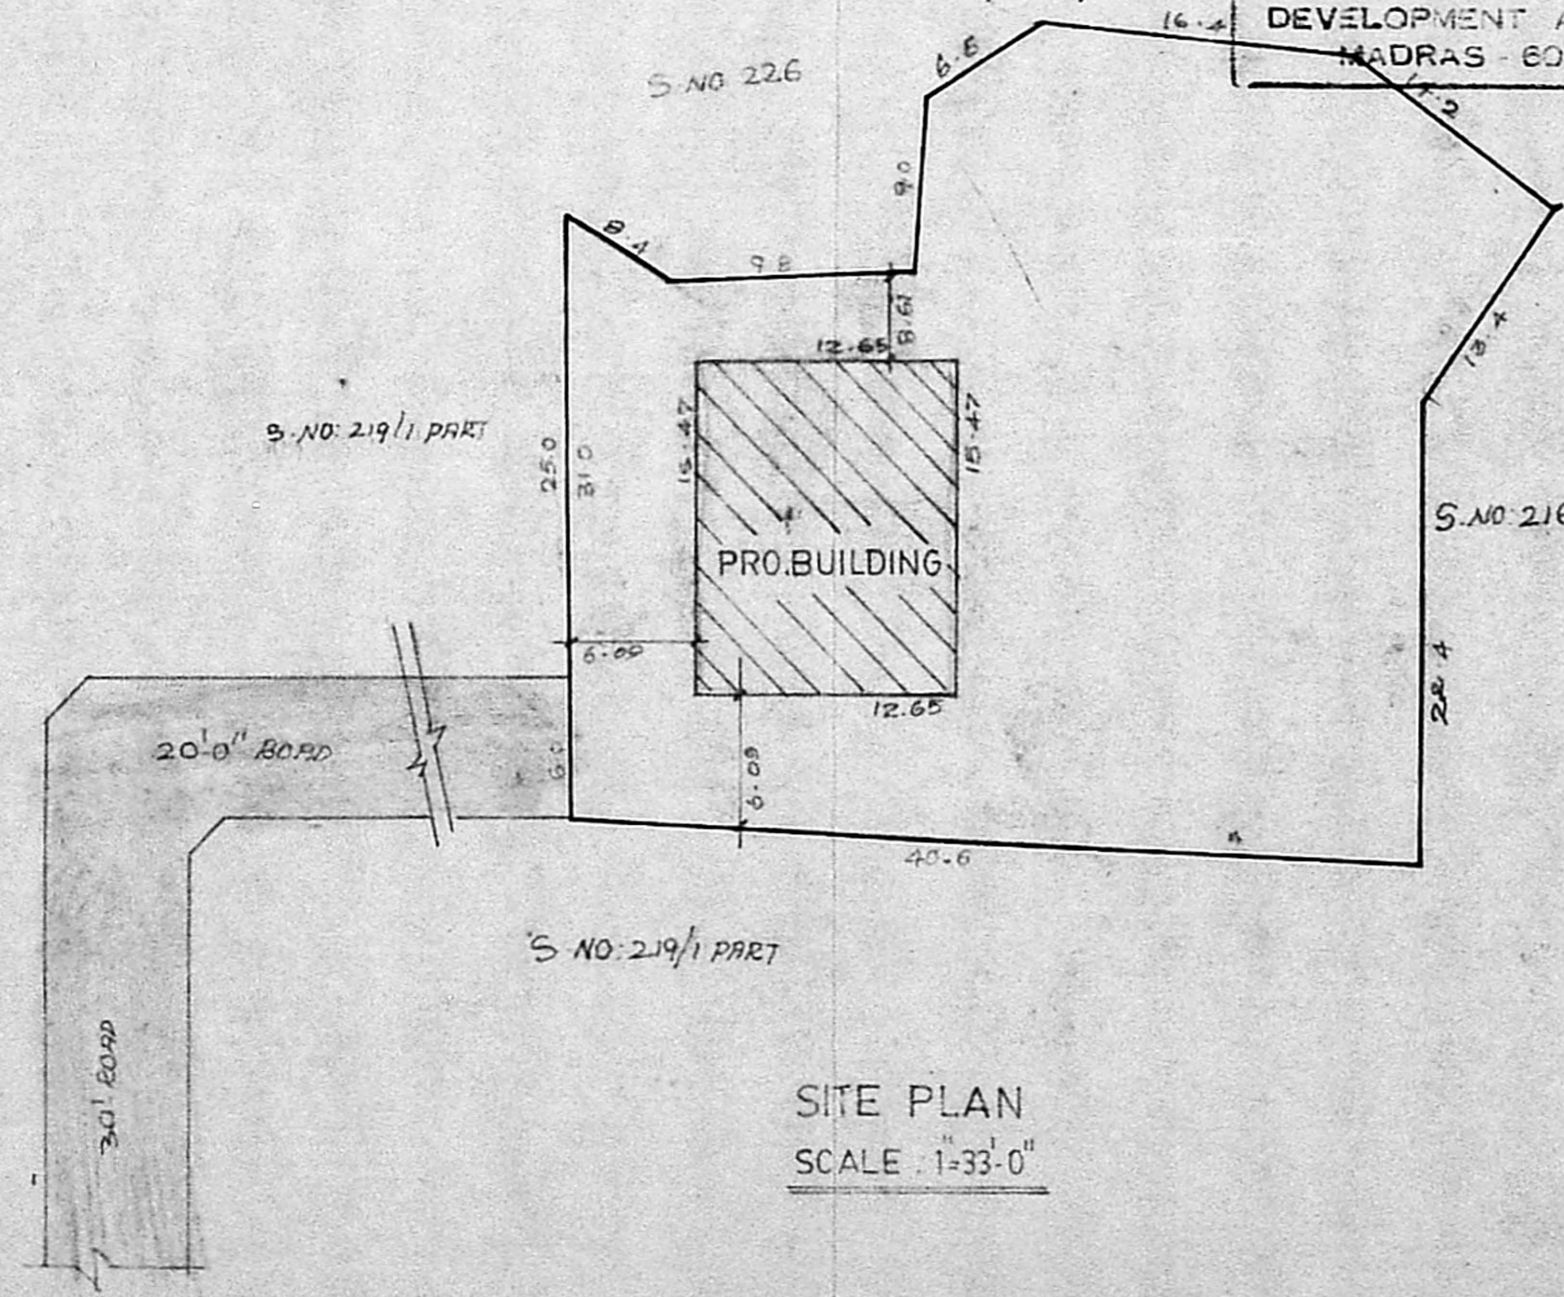 DEVELOPMENT
MADRAS - 60
16.4
6.8
S.NO 226
9.0
8.4
9.8
8.61
12.65
13.4
S.NO: 219/1 PART
25.0
31.0
15.47
15.47
S.NO: 216
PRO.BUILDING
6.09
22.4
12.65
20'-0" ROAD
6.0
6.09
40.6
S.NO: 219/1 PART
30' ROAD
SITE PLAN
SCALE : 1"=33'-0"